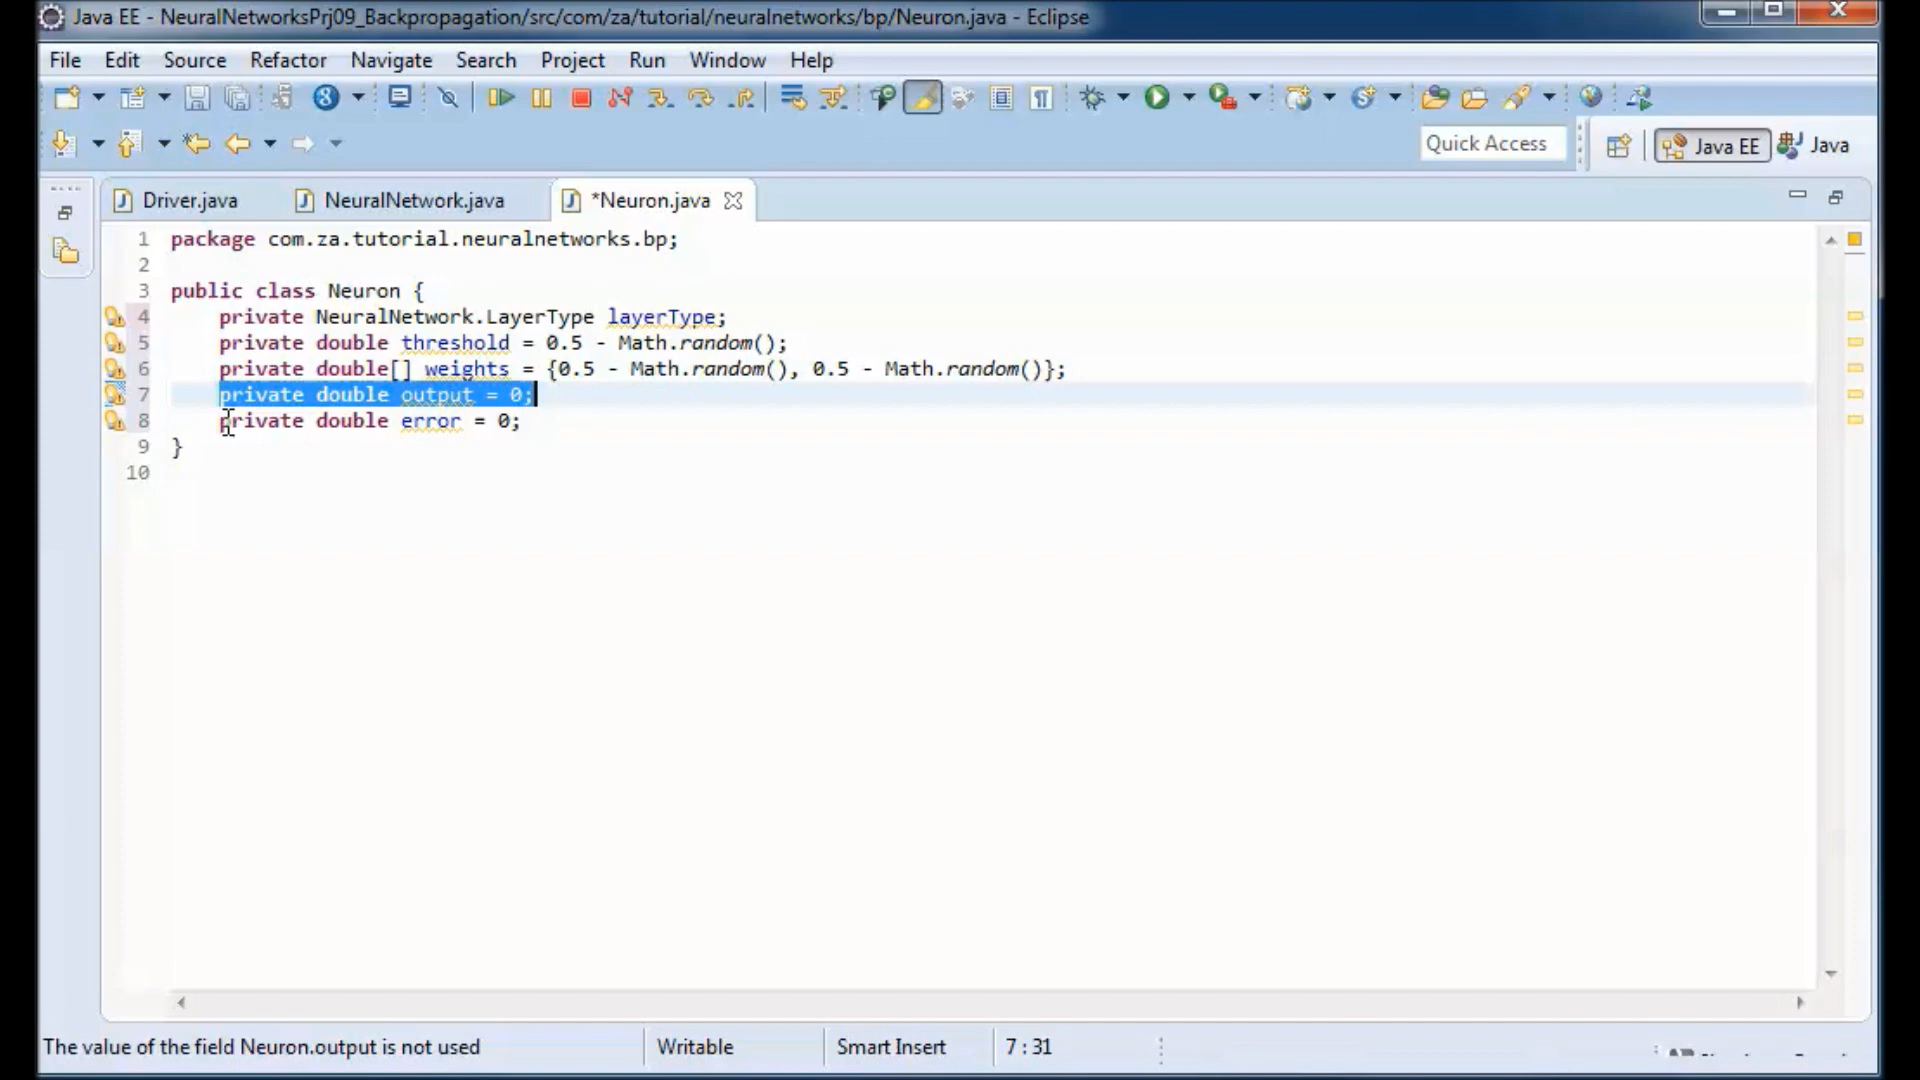 Java EE - NeuralNetworksPrj09_Backpropagation/src/com/za/tutorial/neuralnetworks/bp/Neuron.java - Eclipse
File Edit Source Refactor Navigate Search Project Run Window Help
Quick Access Java EE Java
Driver.java NeuralNetwork.java *Neuron.java
1 package com.za.tutorial.neuralnetworks.bp;
2
3 public class Neuron {
4 private NeuralNetwork.LayerType layerType;
5 private double threshold = 0.5 - Math.random();
6 private double[] weights = {0.5 - Math.random(), 0.5 - Math.random()};
7 private double output = 0;
8 private double error = 0;
9 }
10
The value of the field Neuron.output is not used Writable Smart Insert 7 : 31